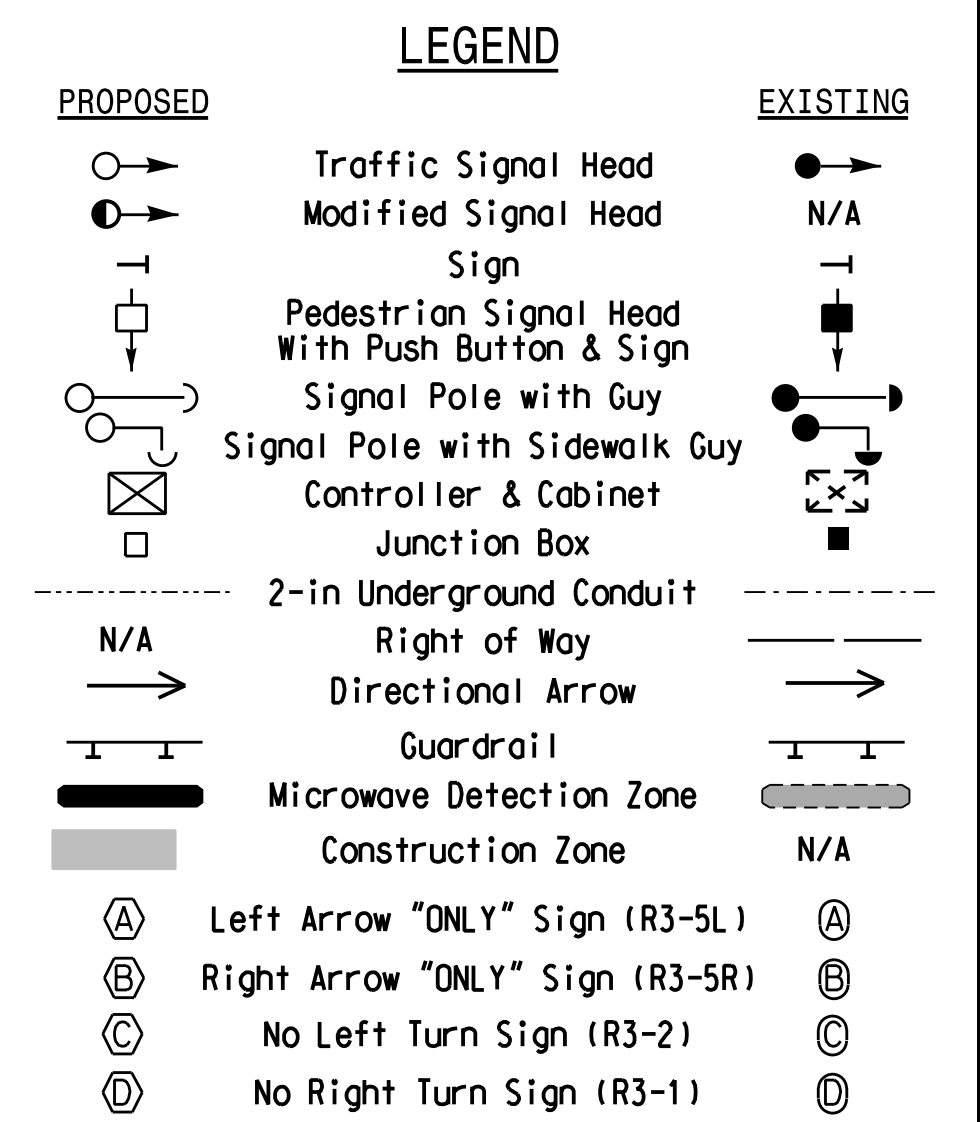 LEGEND
PROPOSED EXISTING
Traffic Signal Head
Modified Signal Head N/A
Sign
Pedestrian Signal Head
With Push Button & Sign
Signal Pole with Guy
Signal Pole with Sidewalk Guy
Controller & Cabinet
Junction Box
2-in Underground Conduit
N/A Right of Way
Directional Arrow
Guardrail
Microwave Detection Zone
Construction Zone N/A
A Left Arrow "ONLY" Sign (R3-5L) A
B Right Arrow "ONLY" Sign (R3-5R) B
C No Left Turn Sign (R3-2) C
D No Right Turn Sign (R3-1) D